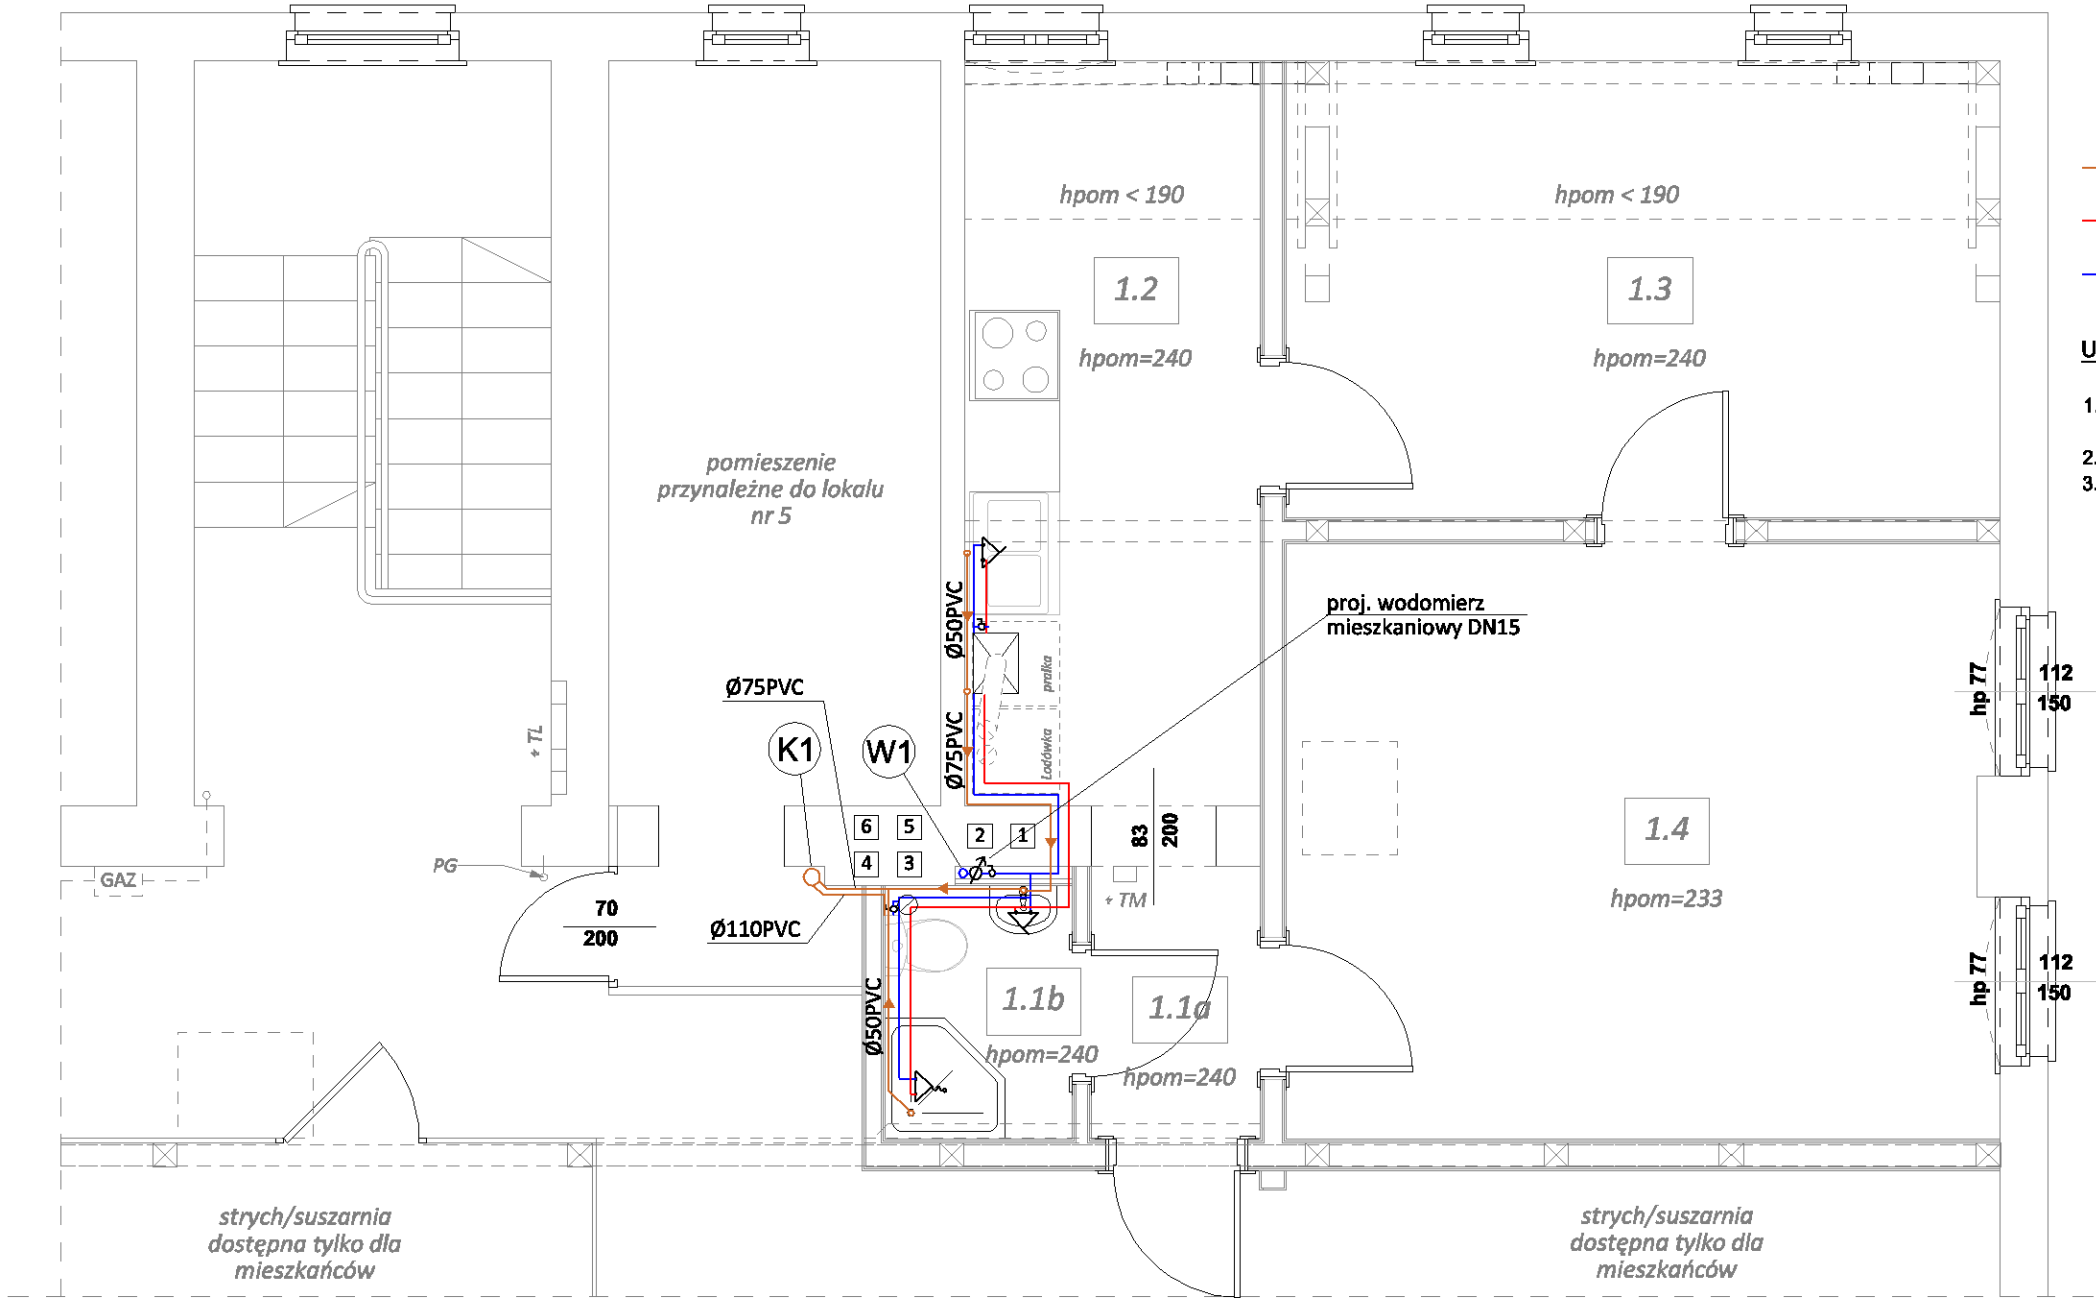 hpom < 190
hpom < 190
1.2
1.3
hpom=240
hpom=240
U
1.
2.
3.
pomieszenie
przynależne do lokalu
nr 5
Ø50PVC
proj. wodomierz
mieszkaniowy DN15
pralka
Ø75PVC
hp 77
112
150
TL
K1
W1
Ø75PVC
Lodówka
6
5
2
1
4
3
83
200
1.4
PG
GAZ
TM
hpom=233
70
200
Ø110PVC
hp 77
112
150
1.1b
1.1a
Ø50PVC
hpom=240
hpom=240
strych/suszarnia
dostępna tylko dla
mieszkańców
strych/suszarnia
dostępna tylko dla
mieszkańców